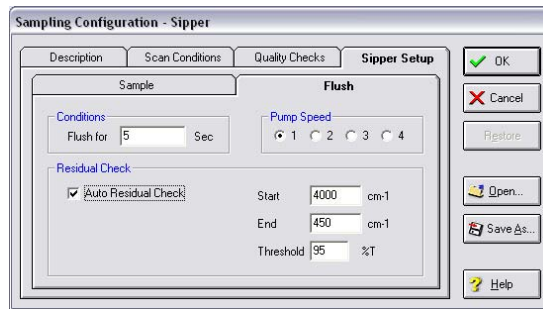 Sampling Configuration - Sipper
Description Scan Conditions Quality Checks Sipper Setup
Sample Flush
Conditions
Flush for 5 Sec
Pump Speed
1 2 3 4
Residual Check
Auto Residual Check
Start 4000 cm-1
End 450 cm-1
Threshold 95 %T
OK
Cancel
Restore
Open...
Save As...
Help